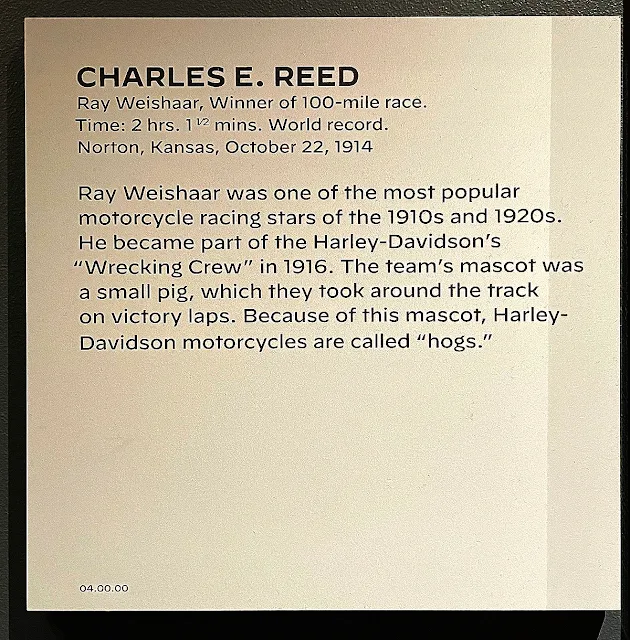 CHARLES E. REED
Ray Weishaar, Winner of 100-mile race.
Time: 2 hrs. 1 1/2 mins. World record.
Norton, Kansas, October 22, 1914
Ray Weishaar was one of the most popular
motorcycle racing stars of the 1910s and 1920s.
He became part of the Harley-Davidson’s
“Wrecking Crew” in 1916. The team’s mascot was
a small pig, which they took around the track
on victory laps. Because of this mascot, Harley-
Davidson motorcycles are called “hogs.”
04.00.00